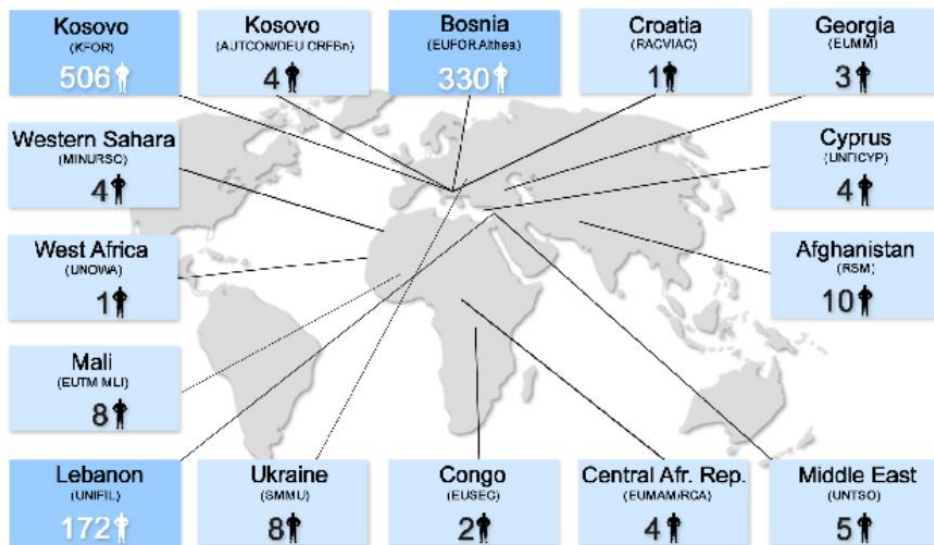 Kosovo
(KFOR)
506
Kosovo
(AUTCON/DEU CRFBn)
4
Bosnia
(EUFOR Althea)
330
Croatia
(RACVIAC)
1
Georgia
(EUMM)
3
Western Sahara
(MINURSO)
4
Cyprus
(UNFICYP)
4
West Africa
(UNOWA)
1
Afghanistan
(RSM)
10
Mali
(EUTM MLI)
8
Lebanon
(UNIFIL)
172
Ukraine
(SMMU)
8
Congo
(EUSEC)
2
Central Afr. Rep.
(EUMAM/RCA)
4
Middle East
(UNTSO)
5